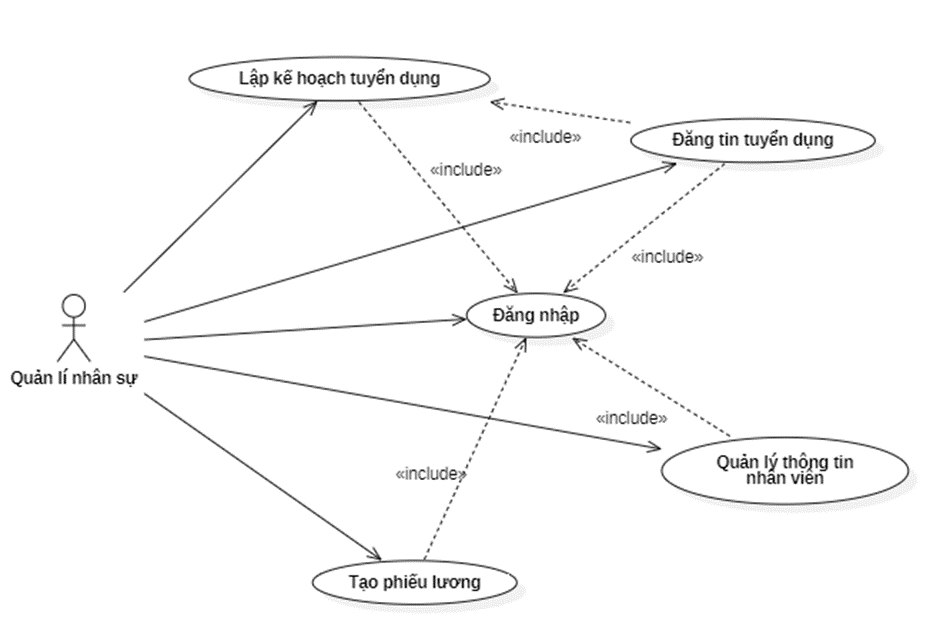 Lập kế hoạch tuyển dụng
«include»
Đăng tin tuyển dụng
«include»
«include»
Đăng nhập
Quản lí nhân sự
«include»
Quản lý thông tin
nhân viên
«include»
Tạo phiếu lương